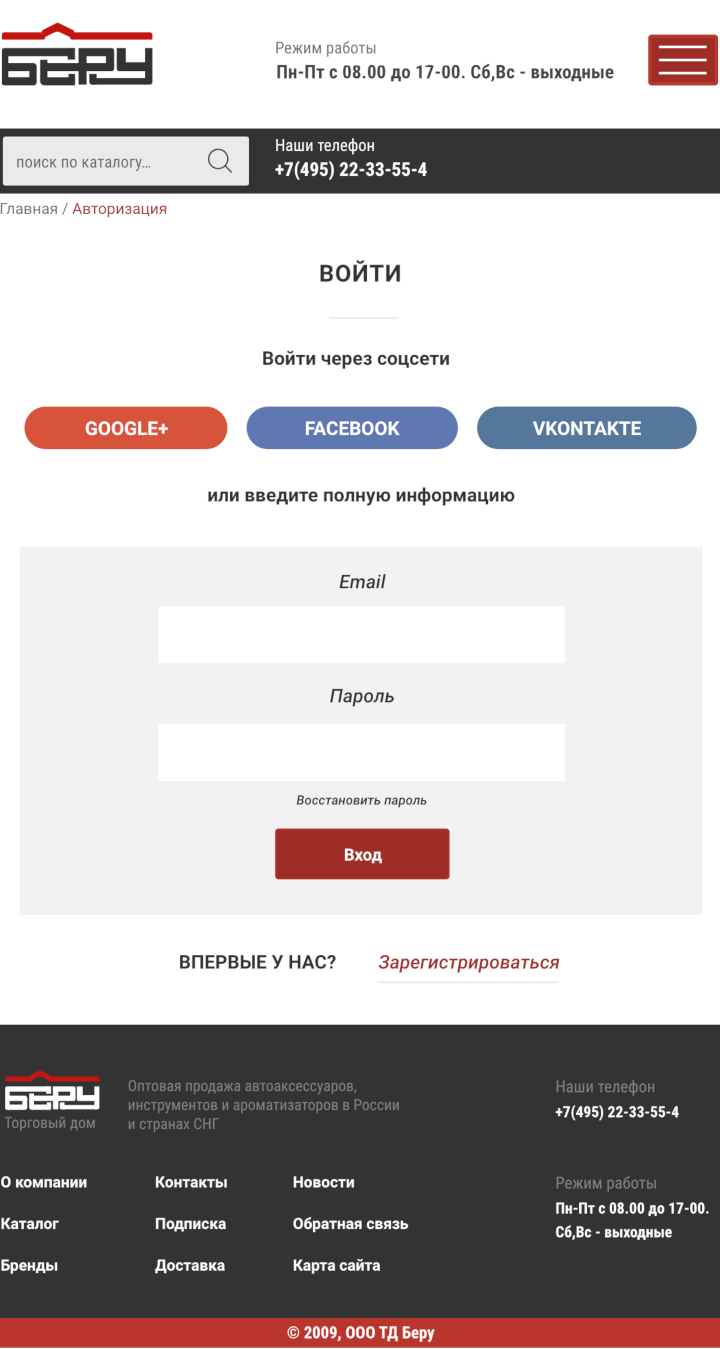 БЕРУ
Режим работы
Пн-Пт с 08.00 до 17-00. Сб,Вс - выходные
поиск по каталогу...
Наши телефон
+7(495) 22-33-55-4
Главная / Авторизация
ВОЙТИ
Войти через соцсети
GOOGLE+ FACEBOOK VKONTAKTE
или введите полную информацию
Email
Пароль
Восстановить пароль
Вход
ВПЕРВЫЕ У НАС? Зарегистрироваться
БЕРУ
Торговый дом
Оптовая продажа автоаксессуаров,
инструментов и ароматизаторов в России
и странах СНГ
Наши телефон
+7(495) 22-33-55-4
О компании Контакты Новости
Каталог Подписка Обратная связь
Бренды Доставка Карта сайта
Режим работы
Пн-Пт с 08.00 до 17-00.
Сб,Вс - выходные
© 2009, ООО ТД Беру